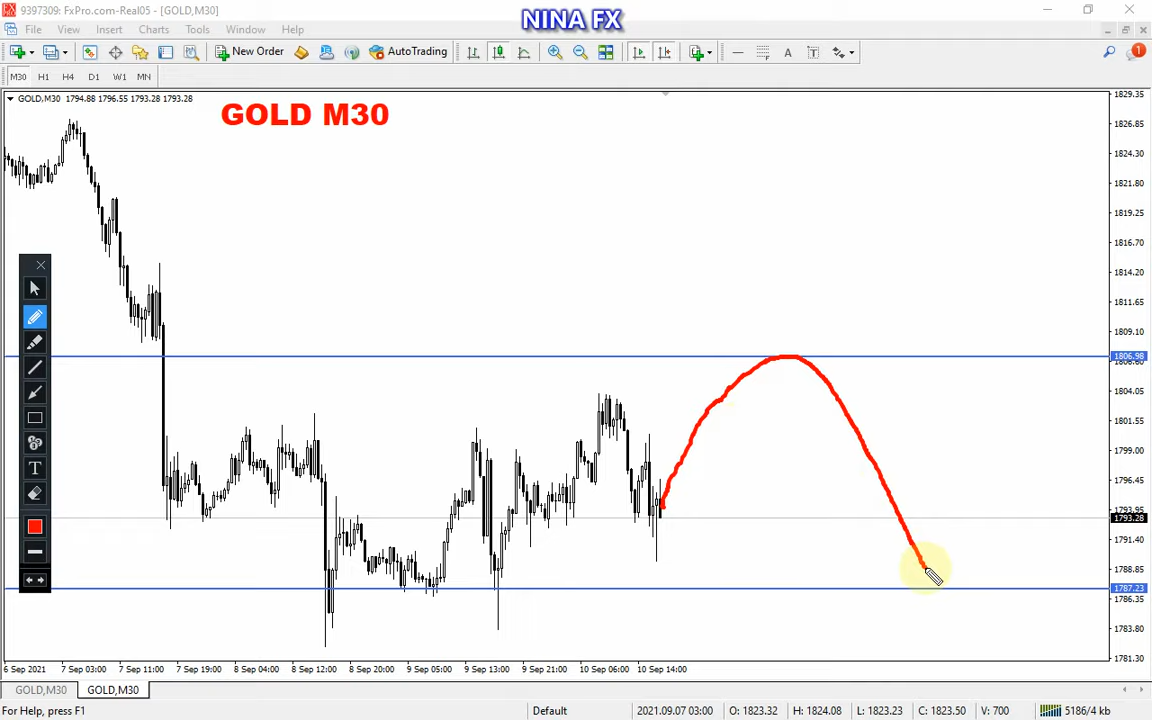 9397309: FxPro.com-Real05 - [GOLD,M30]
NINA FX
File View Insert Charts Tools Window Help
New Order AutoTrading A T 1
M30 H1 H4 D1 W1 MN
GOLD,M30 1794.88 1796.55 1793.28 1793.28
GOLD M30
1829.35
1826.85
1824.30
1821.80
1819.25
1816.70
1814.20
1811.65
1809.10
1806.98
1804.05
1801.55
1799.00
1796.45
1793.95
1793.28
1791.40
1788.85
1787.23
1786.35
1783.80
1781.30
T
6 Sep 2021 7 Sep 03:00 7 Sep 11:00 7 Sep 19:00 8 Sep 04:00 8 Sep 12:00 8 Sep 20:00 9 Sep 05:00 9 Sep 13:00 9 Sep 21:00 10 Sep 06:00 10 Sep 14:00
GOLD,M30 GOLD,M30
For Help, press F1 Default 2021.09.07 03:00 O: 1823.32 H: 1824.08 L: 1823.23 C: 1823.50 V: 700 5186/4 kb